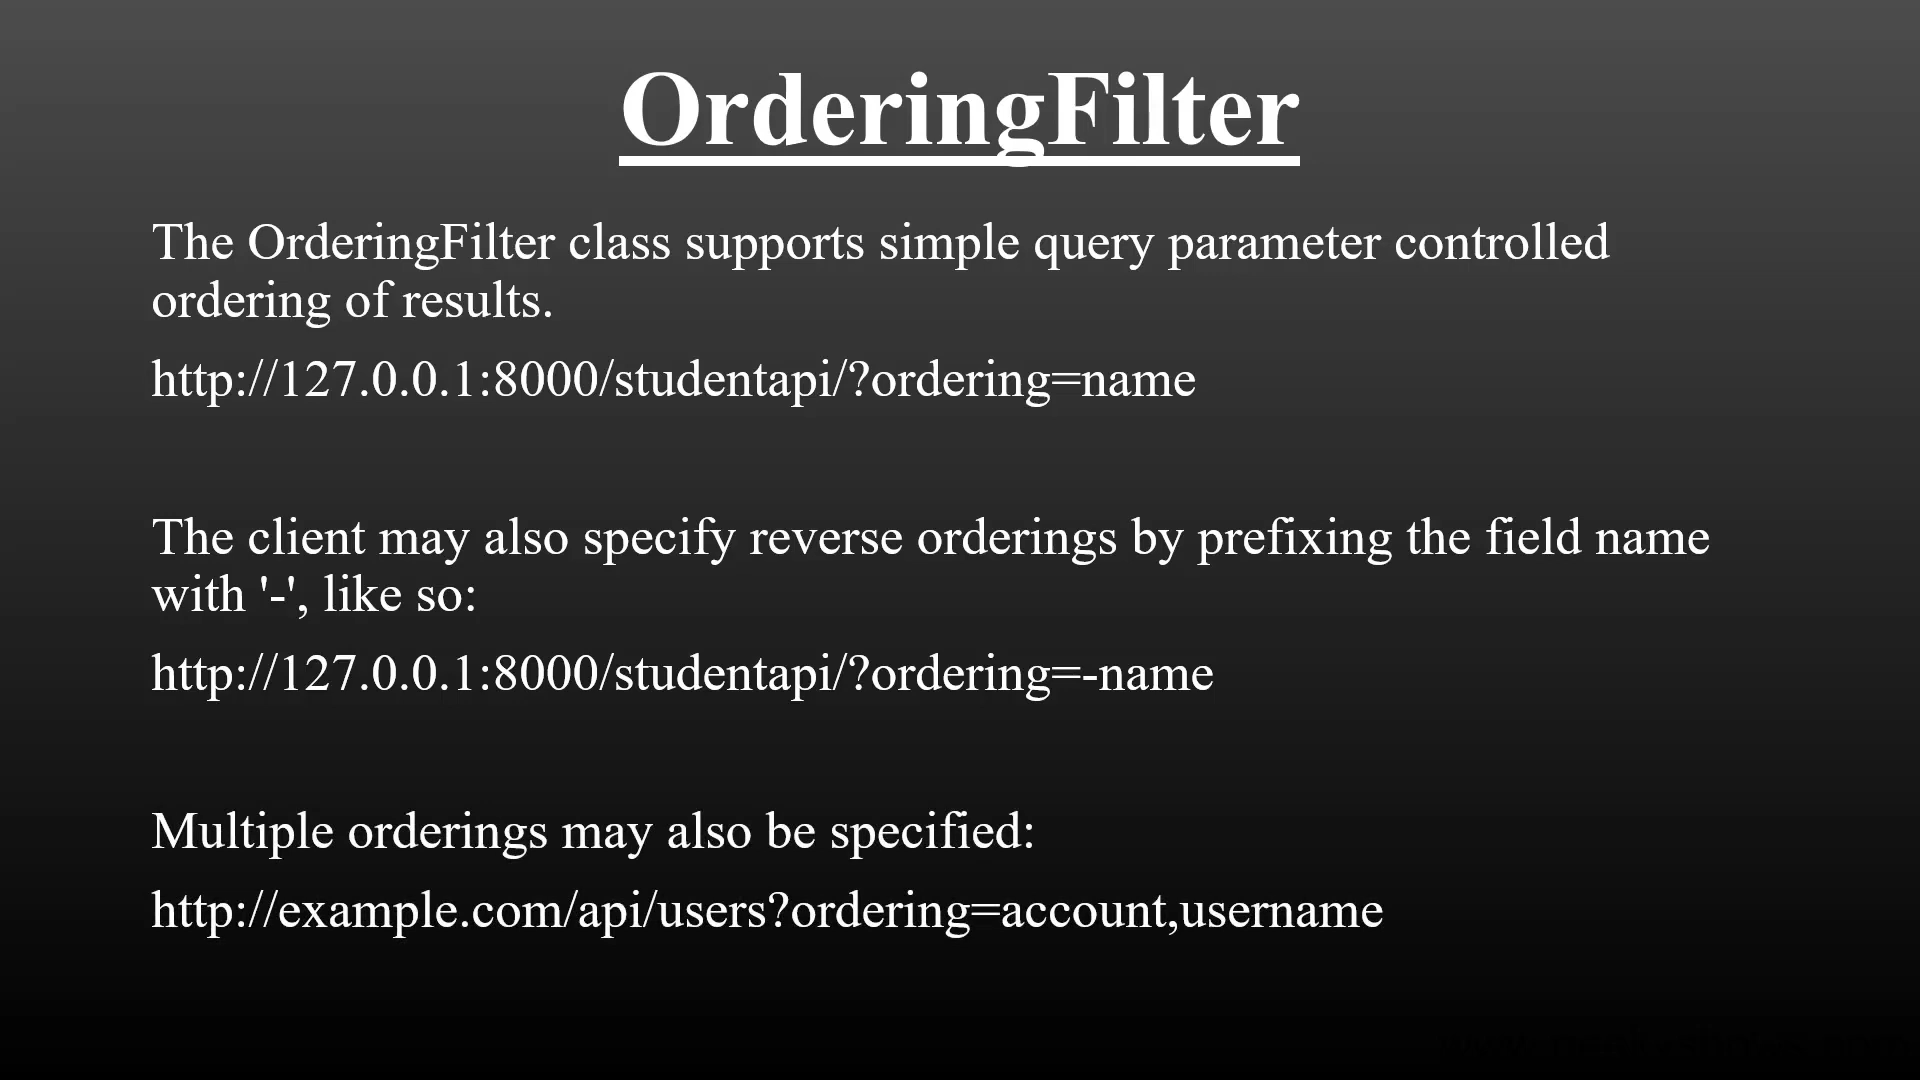 OrderingFilter
The OrderingFilter class supports simple query parameter controlled
ordering of results.
http://127.0.0.1:8000/studentapi/?ordering=name
The client may also specify reverse orderings by prefixing the field name
with '-', like so:
http://127.0.0.1:8000/studentapi/?ordering=-name
Multiple orderings may also be specified:
http://example.com/api/users?ordering=account,username